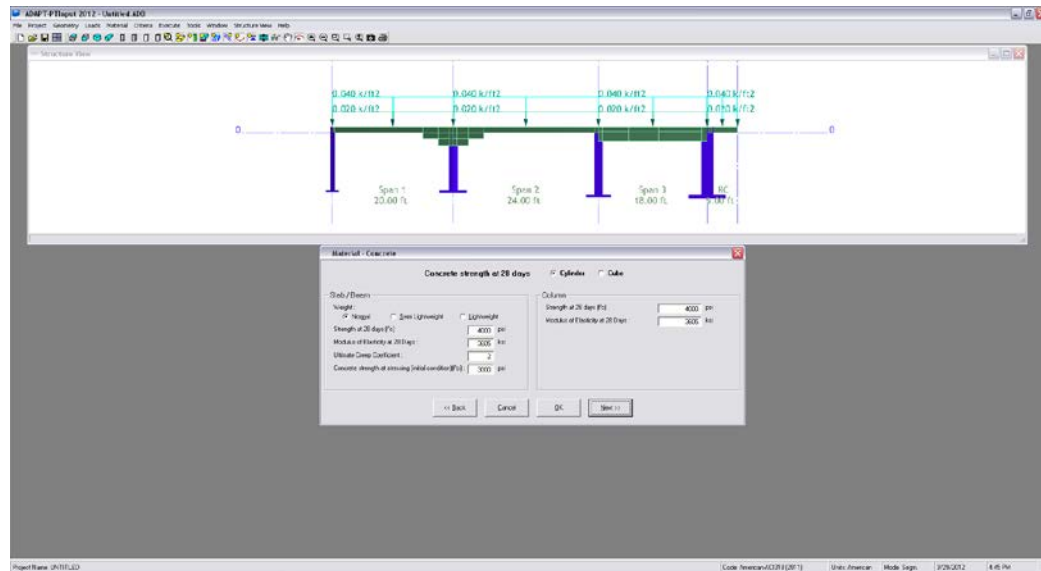 ADAPT-PTInput 2012 - Untitled.ADB
File Project Geometry Loads Material Criteria Execute Tools Window Structure View Help
Structure View
0.040 k/ft2 0.040 k/ft2 0.040 k/ft2 0.040 k/ft2
0.020 k/ft2 0.020 k/ft2 0.020 k/ft2 0.020 k/ft2
Span 1 Span 2 Span 3 RC
20.00 ft 24.00 ft 18.00 ft
Material - Concrete
Concrete strength at 28 days Cylinder Cube
Slab / Beam
Weight:
Normal Semi Lightweight Lightweight
Strength at 28 days (f'c) 4000 psi
Modulus of Elasticity at 28 Days: 3605 ksi
Ultimate Creep Coefficient: 2
Concrete strength at stressing (initial condition)(f'ci): 3000 psi
Column
Strength at 28 days (f'c) 4000 psi
Modulus of Elasticity at 28 Days: 3605 ksi
<< Back Cancel OK Next >>
Project Name: UNTITLED Code: American-ACI318 (2011) Units: American 3/29/2012 4:45 PM